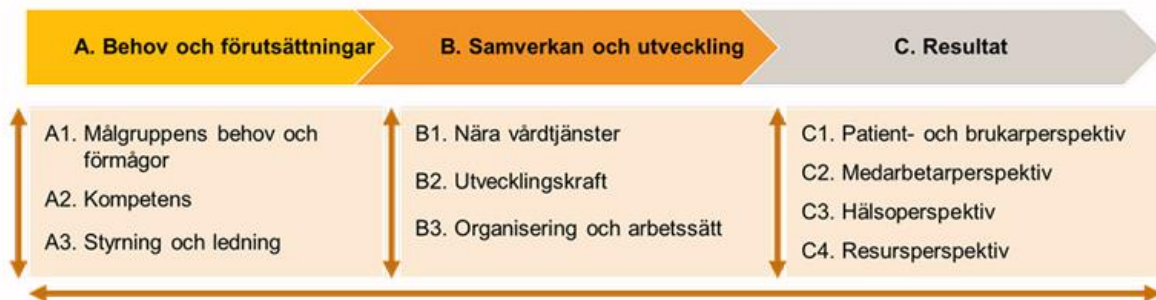 A. Behov och förutsättningar
B. Samverkan och utveckling
C. Resultat
A1. Målgruppens behov och
förmågor
A2. Kompetens
A3. Styrning och ledning
B1. Nära vårdtjänster
B2. Utvecklingskraft
B3. Organisering och arbetssätt
C1. Patient- och brukarperspektiv
C2. Medarbetarperspektiv
C3. Hälsoperspektiv
C4. Resursperspektiv